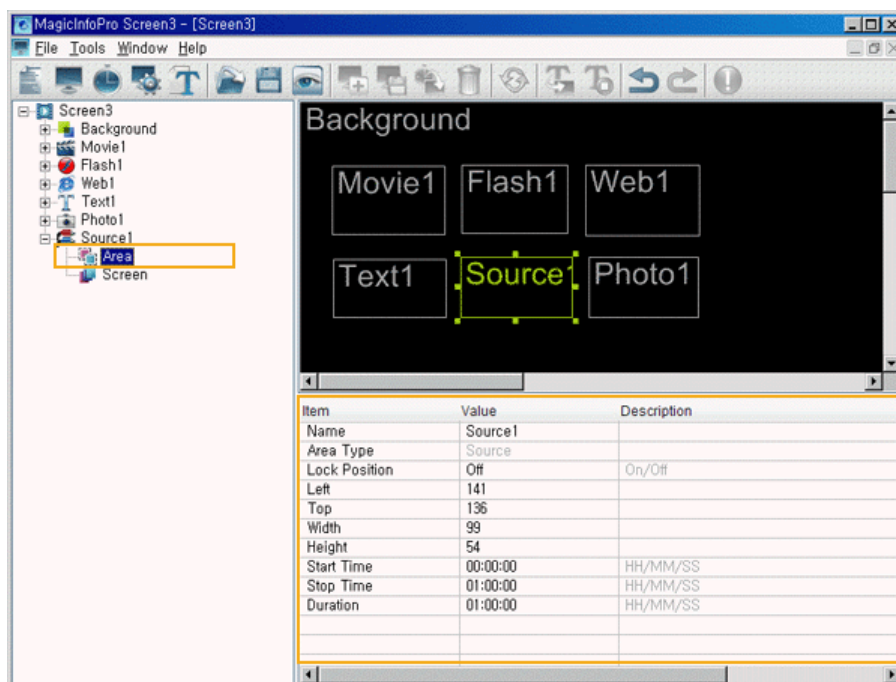 MagicInfoPro Screen3 - [Screen3]
File Tools Window Help
Screen3
Background
Movie1
Flash1
Web1
Text1
Photo1
Source1
Area
Screen
Background
Movie1 Flash1 Web1
Text1 Source1 Photo1
Item Value Description
Name Source1
Area Type Source
Lock Position Off On/Off
Left 141
Top 136
Width 99
Height 54
Start Time 00:00:00 HH/MM/SS
Stop Time 01:00:00 HH/MM/SS
Duration 01:00:00 HH/MM/SS